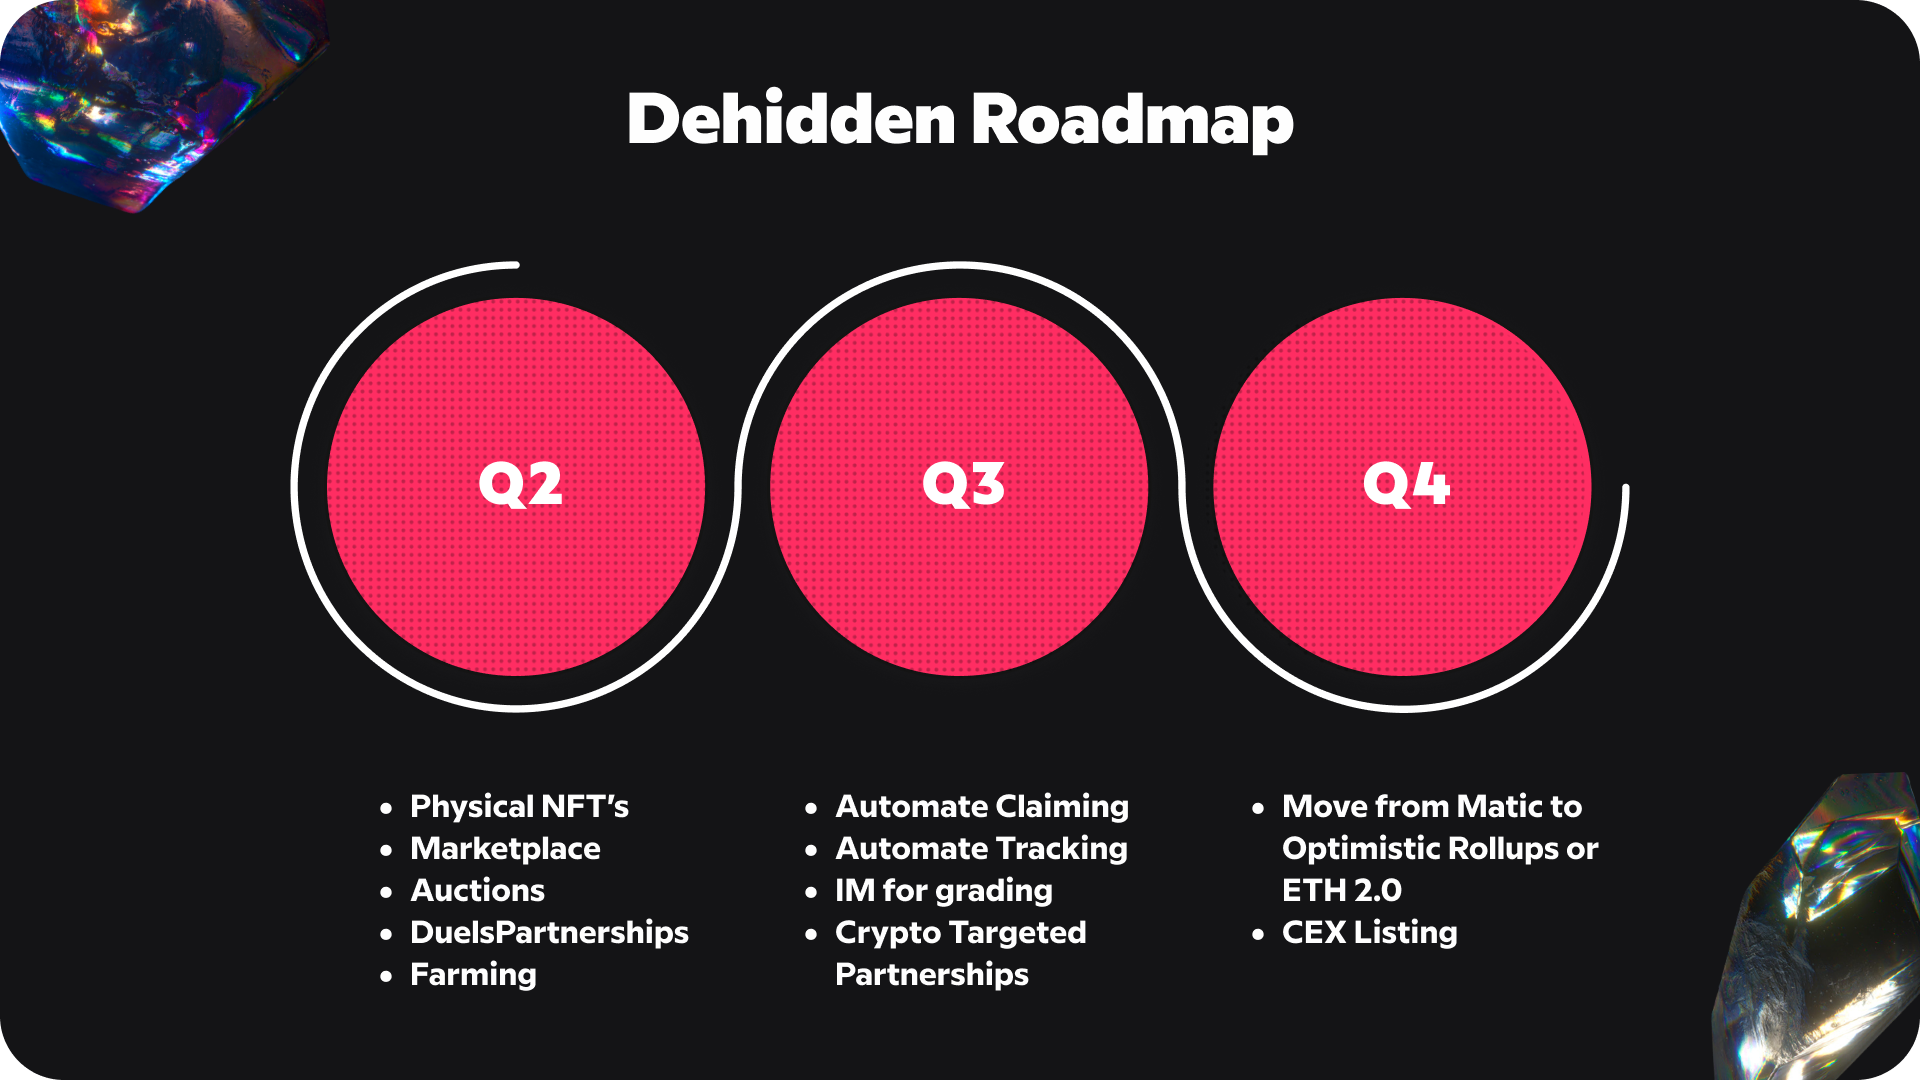 Dehidden Roadmap
Q2
Q3
Q4
• Physical NFT's
• Marketplace
• Auctions
• DuelsPartnerships
• Farming
• Automate Claiming
• Automate Tracking
• IM for grading
• Crypto Targeted
Partnerships
• Move from Matic to
Optimistic Rollups or
ETH 2.0
• CEX Listing